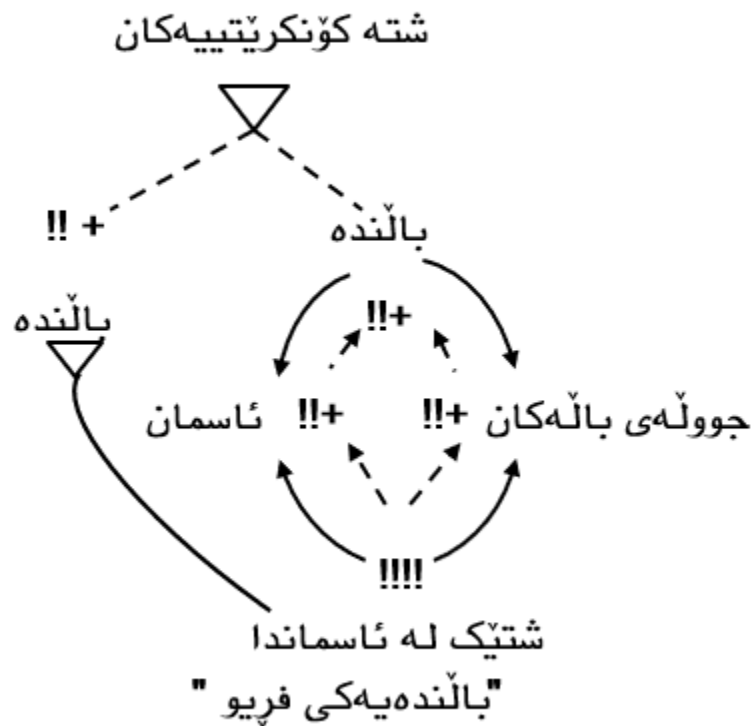 شتە کۆنکرێتییەکان
!! +
باڵندە
!!+
باڵندە
ئاسمان
!!+
!!+
جووڵەی باڵەکان
!!!!
شتێک لە ئاسماندا
"باڵندەیەکی فڕیو "